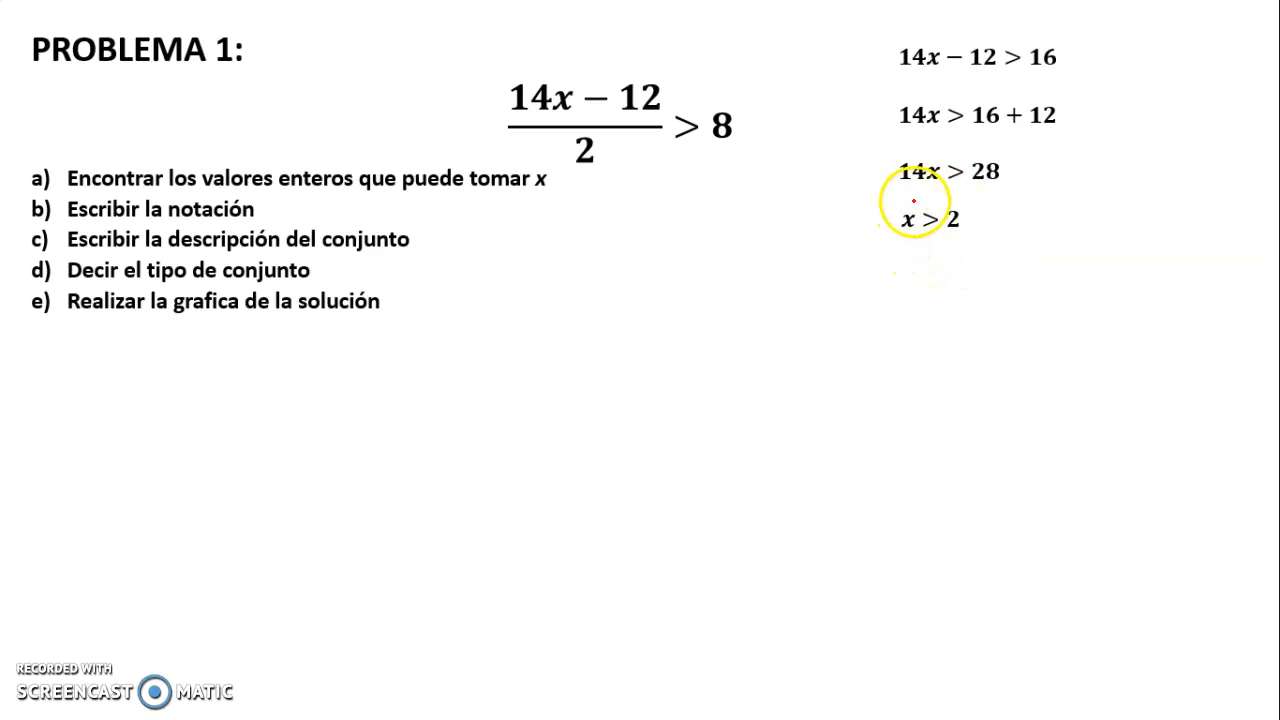 PROBLEMA 1:
14x − 12
2
> 8
a) Encontrar los valores enteros que puede tomar x
b) Escribir la notación
c) Escribir la descripción del conjunto
d) Decir el tipo de conjunto
e) Realizar la grafica de la solución
14x − 12 > 16
14x > 16 + 12
14x > 28
x > 2
RECORDED WITH
SCREENCAST MATIC